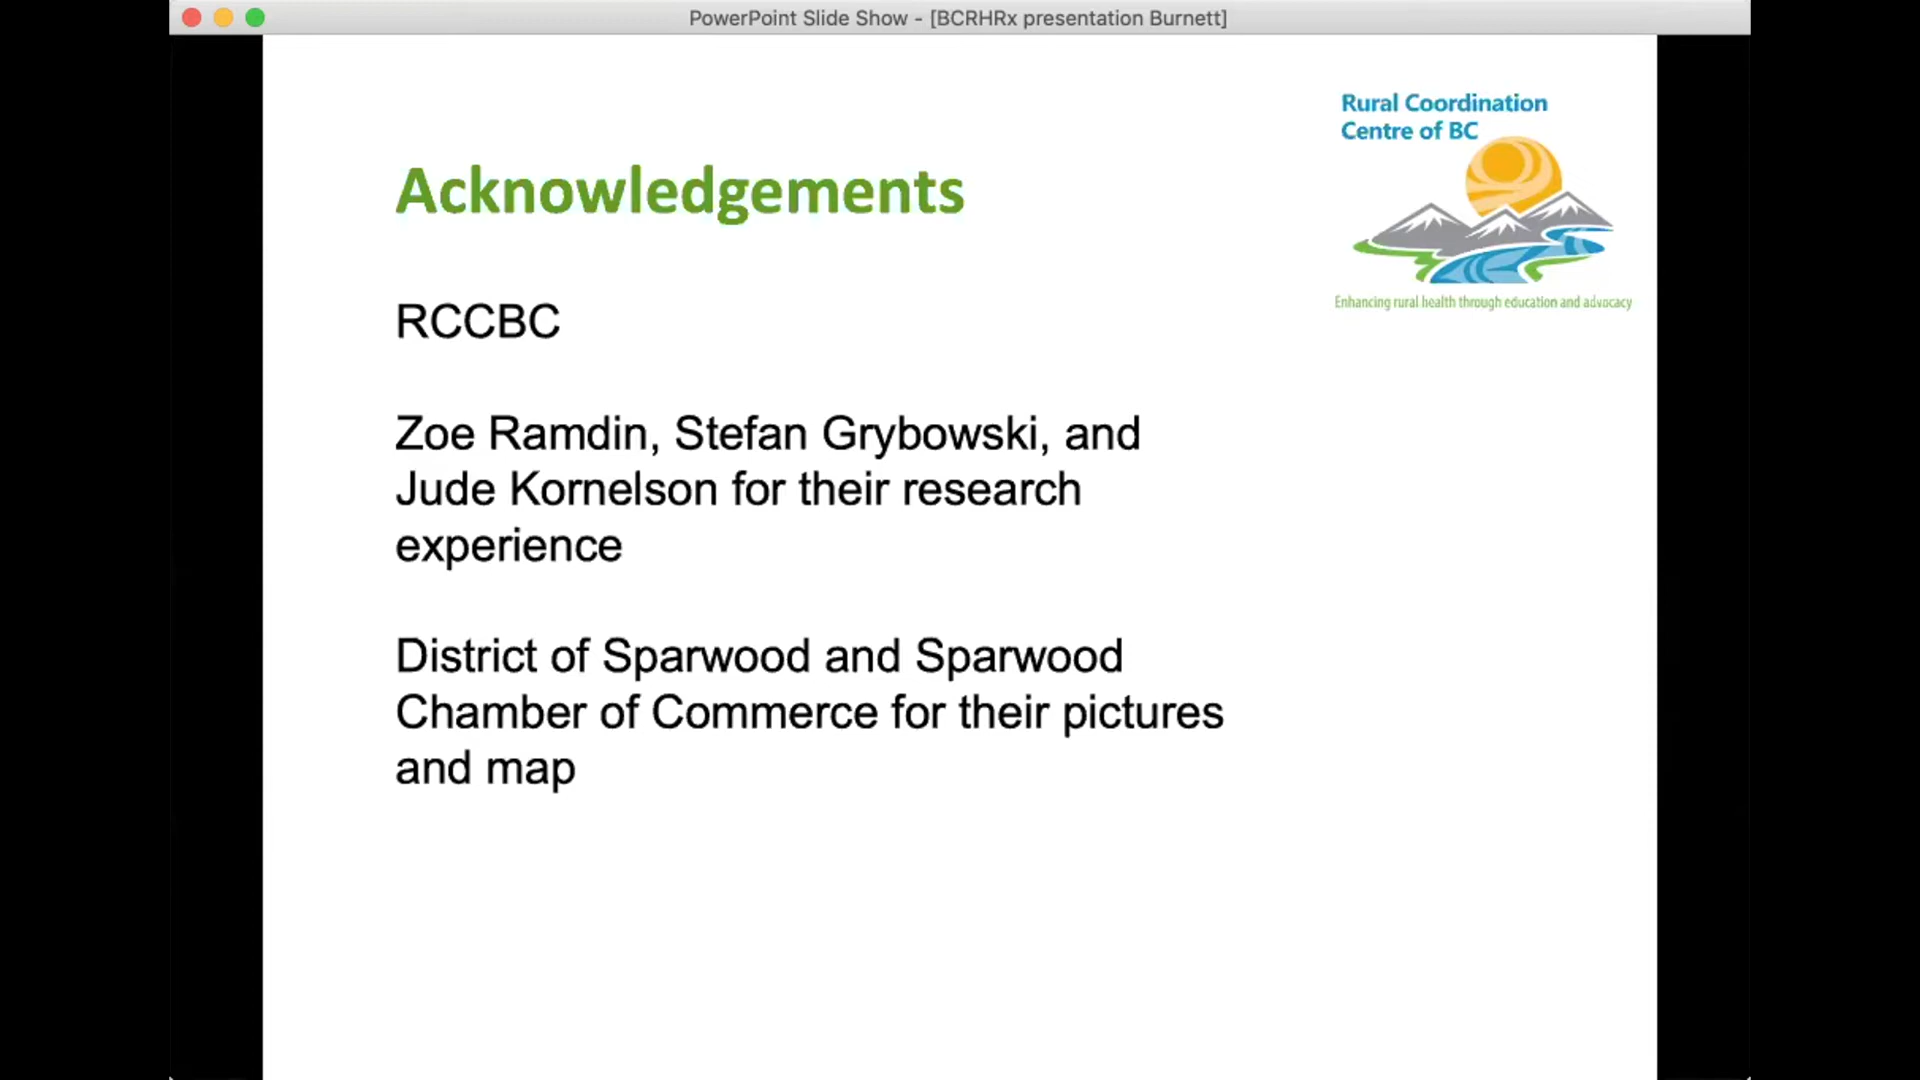 PowerPoint Slide Show - [BCRHRx presentation Burnett]
Rural Coordination
Centre of BC
Enhancing rural health through education and advocacy
Acknowledgements
RCCBC
Zoe Ramdin, Stefan Grybowski, and
Jude Kornelson for their research
experience
District of Sparwood and Sparwood
Chamber of Commerce for their pictures
and map